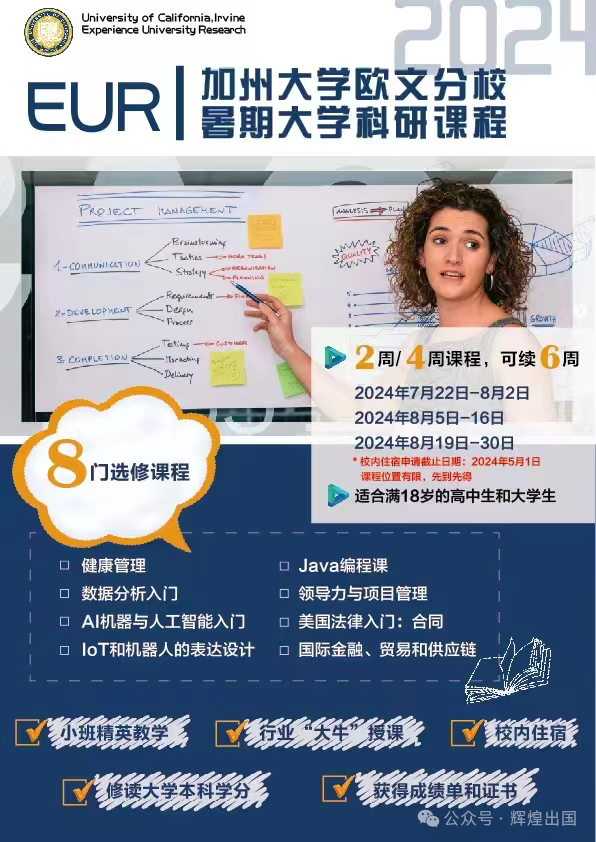 University of California,Irvine
Experience University Research
2024
EUR
加州大学欧文分校
暑期大学科研课程
PROJECT MANAGEMENT
ANALYSIS
QUALITY
1-COMMUNICATION
Brainstorming
Tactics
WORK TEAM
Strategy
ORGANISATION
PLANNING
2-DEVELOPMENT
Requirements
Design
Process
3. COMPLETION
Testing
CUSTOMERS
Marketing
Delivery
GROWTH
2周/ 4周课程，可续6周
2024年7月22日-8月2日
2024年8月5日-16日
2024年8月19日-30日
* 校内住宿申请截止日期：2024年5月1日
课程位置有限，先到先得
适合满18岁的高中生和大学生
8门选修课程
健康管理
数据分析入门
AI机器与人工智能入门
IoT和机器人的表达设计
Java编程课
领导力与项目管理
美国法律入门：合同
国际金融、贸易和供应链
小班精英教学
行业“大牛”授课
校内住宿
修读大学本科学分
获得成绩单和证书
公众号·辉煌出国